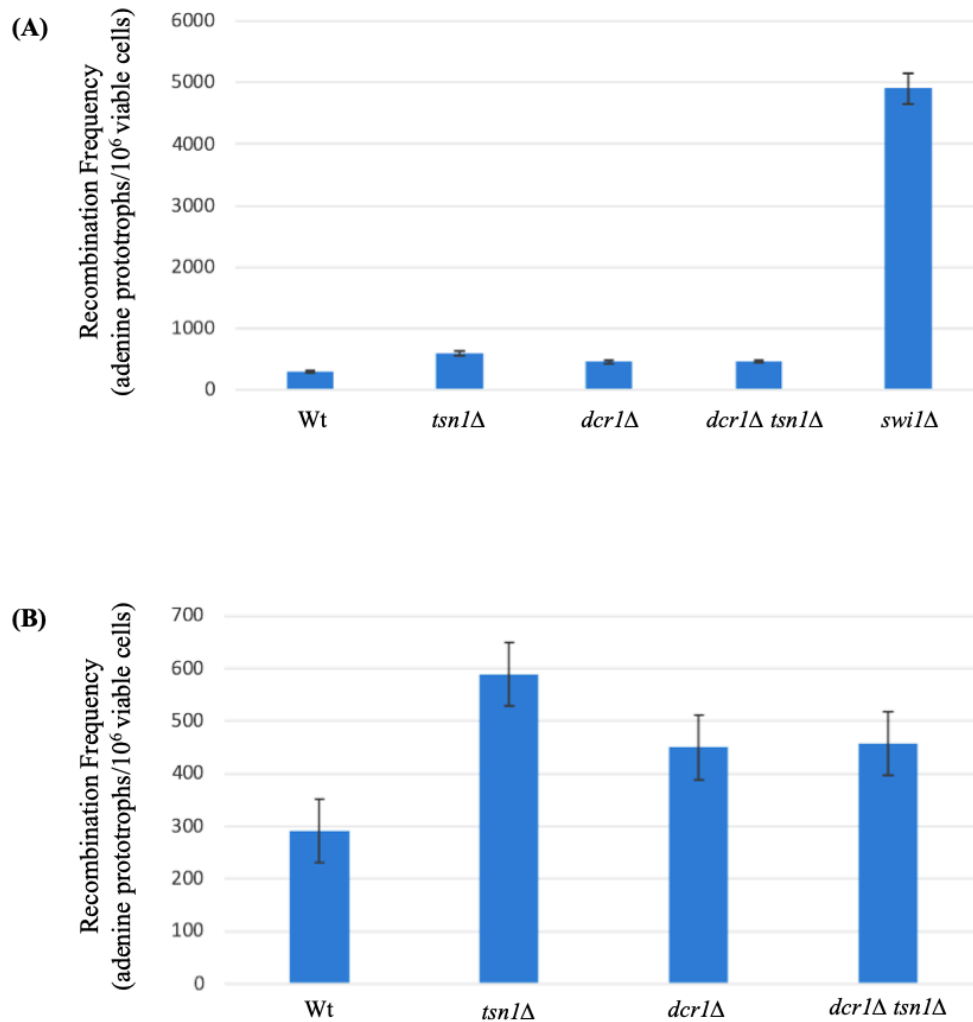 (A)
Recombination Frequency
(adenine prototrophs/10⁶ viable cells)
6000
5000
4000
3000
2000
1000
0
Wt tsn1Δ dcr1Δ dcr1Δ tsn1Δ swi1Δ
(B)
Recombination Frequency
(adenine prototrophs/10⁶ viable cells)
700
600
500
400
300
200
100
0
Wt tsn1Δ dcr1Δ dcr1Δ tsn1Δ